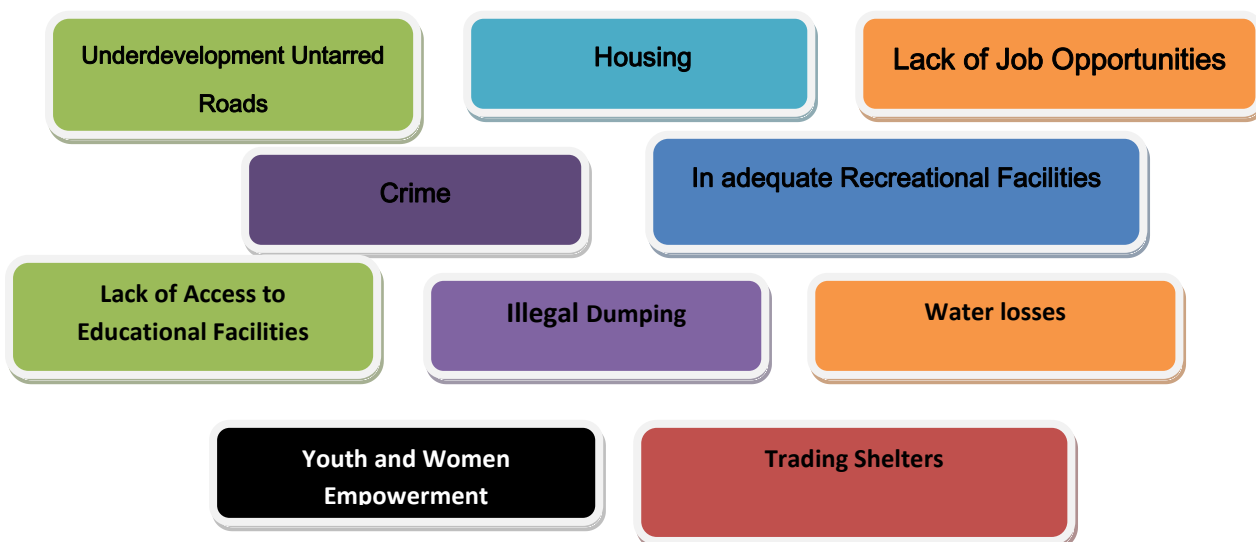 Underdevelopment Untarred
Roads
Housing
Lack of Job Opportunities
Crime
In adequate Recreational Facilities
Lack of Access to
Educational Facilities
Illegal Dumping
Water losses
Youth and Women
Empowerment
Trading Shelters